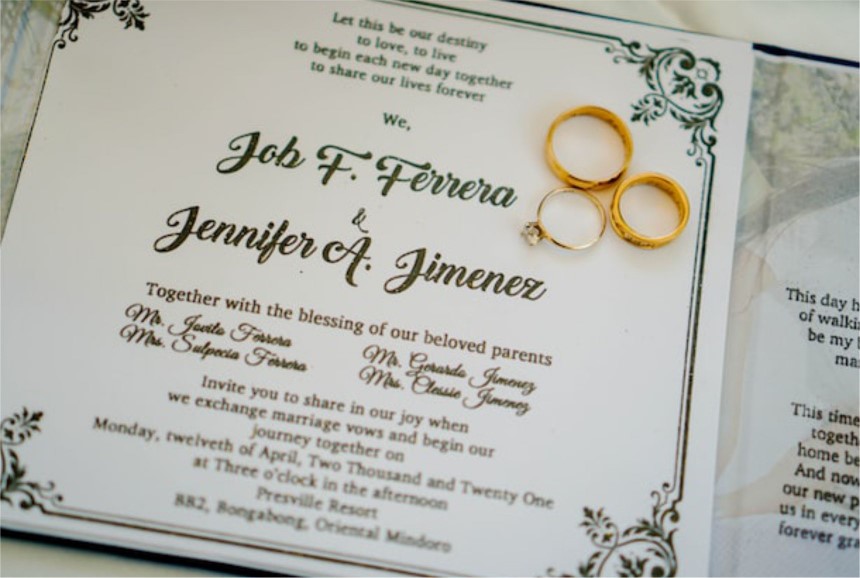 Let this be our destiny
to love, to live
to begin each new day together
to share our lives forever
We,
Job F. Ferrera
&
Jennifer A. Jimenez
Together with the blessing of our beloved parents
Mr. Jovito Ferrera
Mrs. Sulpecia Ferrera
Mr. Gerardo Jimenez
Mrs. Clessie Jimenez
Invite you to share in our joy when
we exchange marriage vows and begin our
journey together on
Monday, twelveth of April, Two Thousand and Twenty One
at Three o'clock in the afternoon
Presville Resort
BB2, Bongabong, Oriental Mindoro
This day h
of walki
be my
ma
This time
togeth
home be
And now
our new p
us in every
forever gra